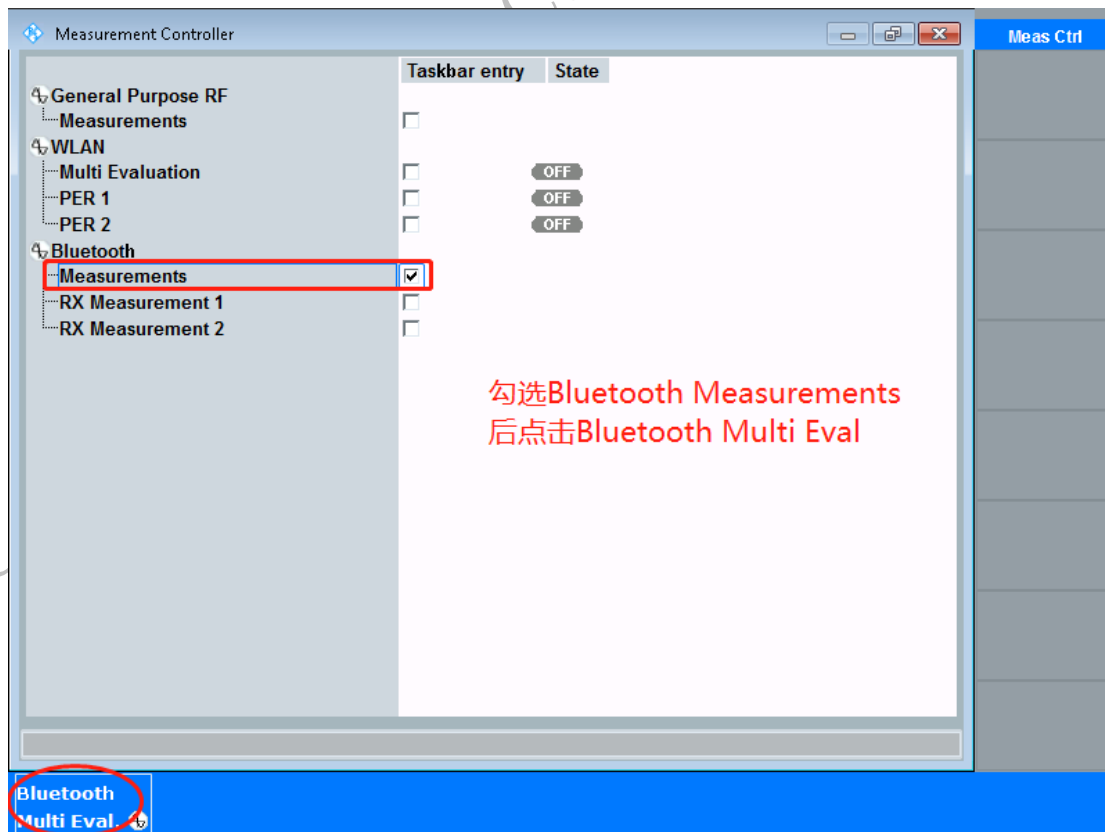 Measurement Controller
Meas Ctrl
Taskbar entry State
General Purpose RF
Measurements
WLAN
Multi Evaluation OFF
PER 1 OFF
PER 2 OFF
Bluetooth
Measurements
RX Measurement 1
RX Measurement 2
勾选Bluetooth Measurements
后点击Bluetooth Multi Eval
Bluetooth
Multi Eval.